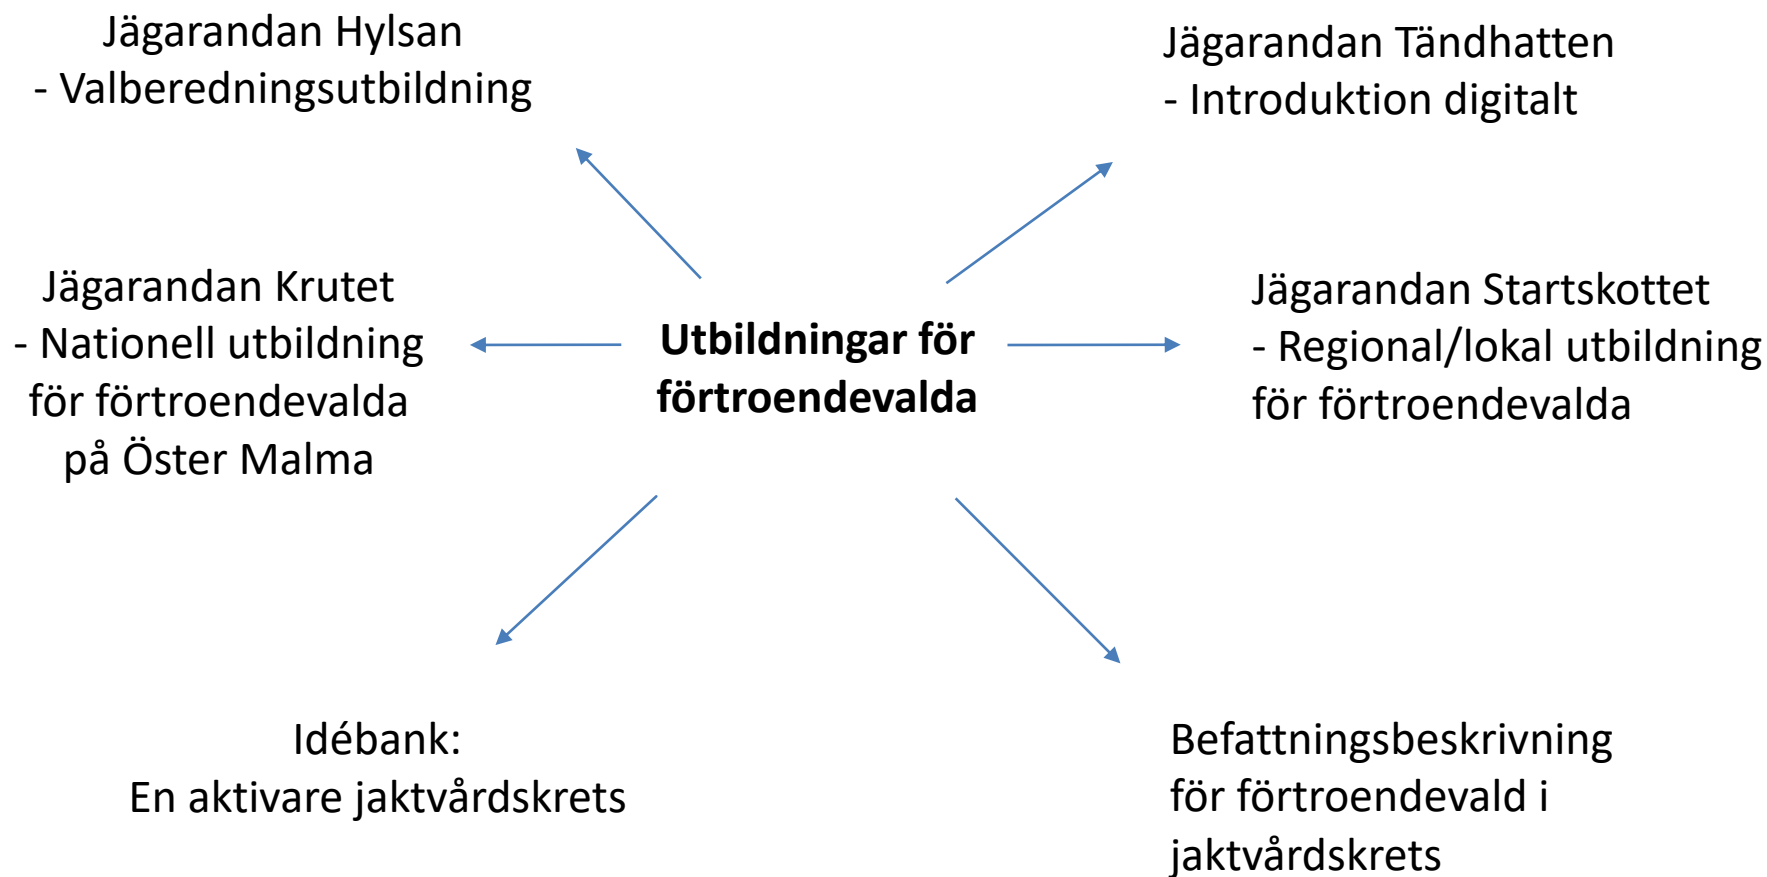 Jägarandan Hylsan
- Valberedningsutbildning
Jägarandan Tändhatten
- Introduktion digitalt
Jägarandan Krutet
- Nationell utbildning
för förtroendevalda
på Öster Malma
Utbildningar för
förtroendevalda
Jägarandan Startskottet
- Regional/lokal utbildning
för förtroendevalda
Idébank:
En aktivare jaktvårdskrets
Befattningsbeskrivning
för förtroendevald i
jaktvårdskrets